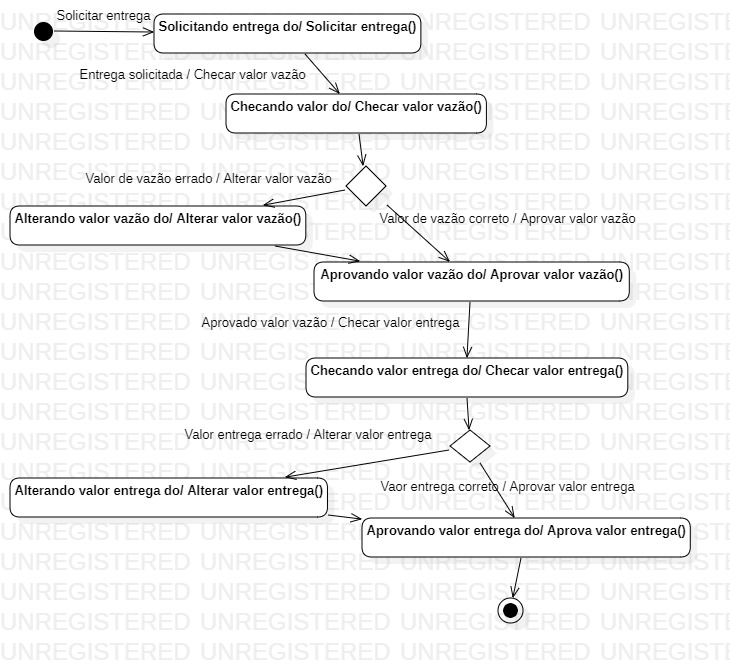 Solicitar entrega
Solicitando entrega do/ Solicitar entrega()
Entrega solicitada / Checar valor vazão
Checando valor do/ Checar valor vazão()
Valor de vazão errado / Alterar valor vazão
Alterando valor vazão do/ Alterar valor vazão()
Valor de vazão correto / Aprovar valor vazão
Aprovando valor vazão do/ Aprovar valor vazão()
Aprovado valor vazão / Checar valor entrega
Checando valor entrega do/ Checar valor entrega()
Valor entrega errado / Alterar valor entrega
Alterando valor entrega do/ Alterar valor entrega()
Vaor entrega correto / Aprovar valor entrega
Aprovando valor entrega do/ Aprova valor entrega()
UNREGISTERED